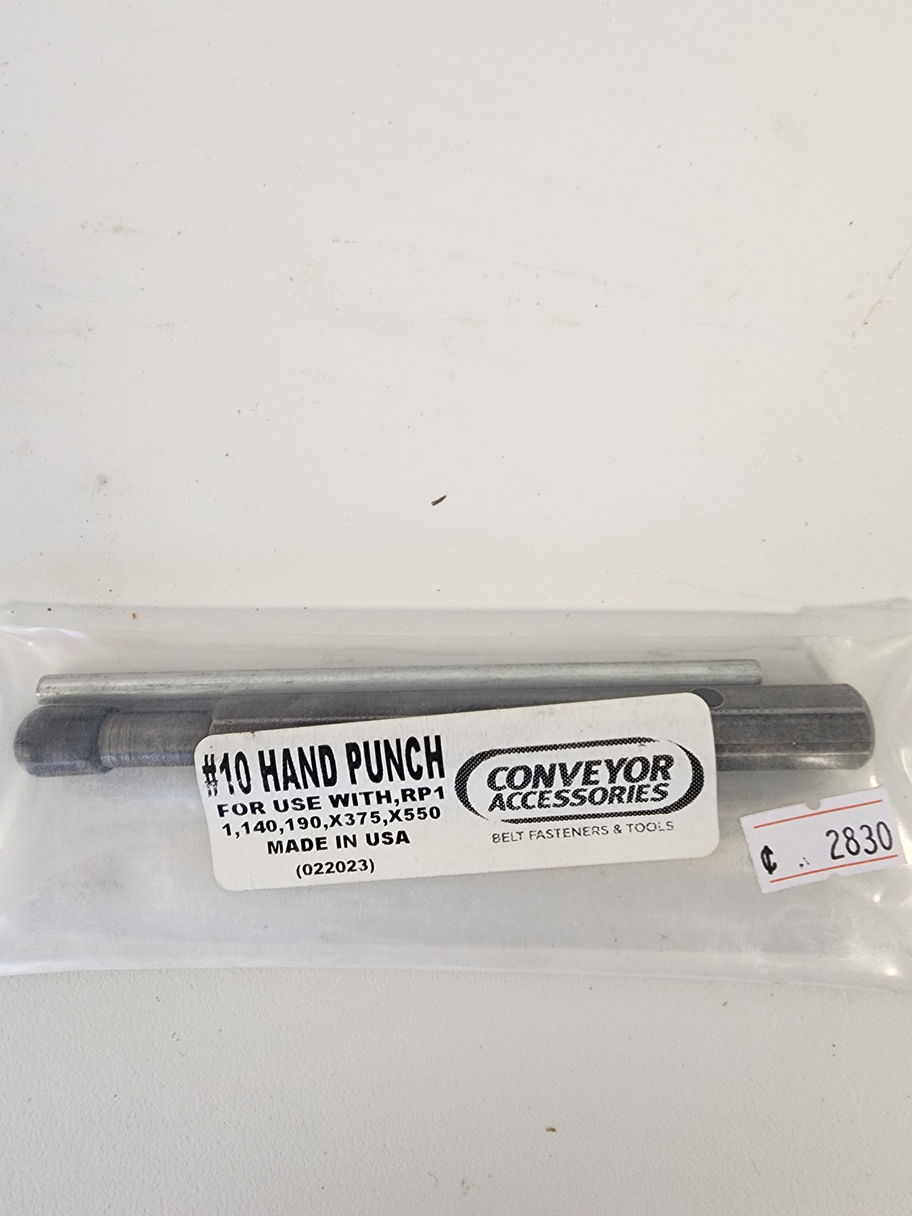 #10 HAND PUNCH
FOR USE WITH,RP1
1,140,190,X375,X550
MADE IN USA
(022023)
CONVEYOR
ACCESSORIES
BELT FASTENERS & TOOLS
¢ 2830